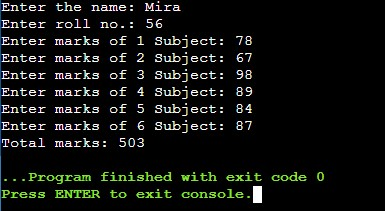 Enter the name: Mira
Enter roll no.: 56
Enter marks of 1 Subject: 78
Enter marks of 2 Subject: 67
Enter marks of 3 Subject: 98
Enter marks of 4 Subject: 89
Enter marks of 5 Subject: 84
Enter marks of 6 Subject: 87
Total marks: 503
...Program finished with exit code 0
Press ENTER to exit console.